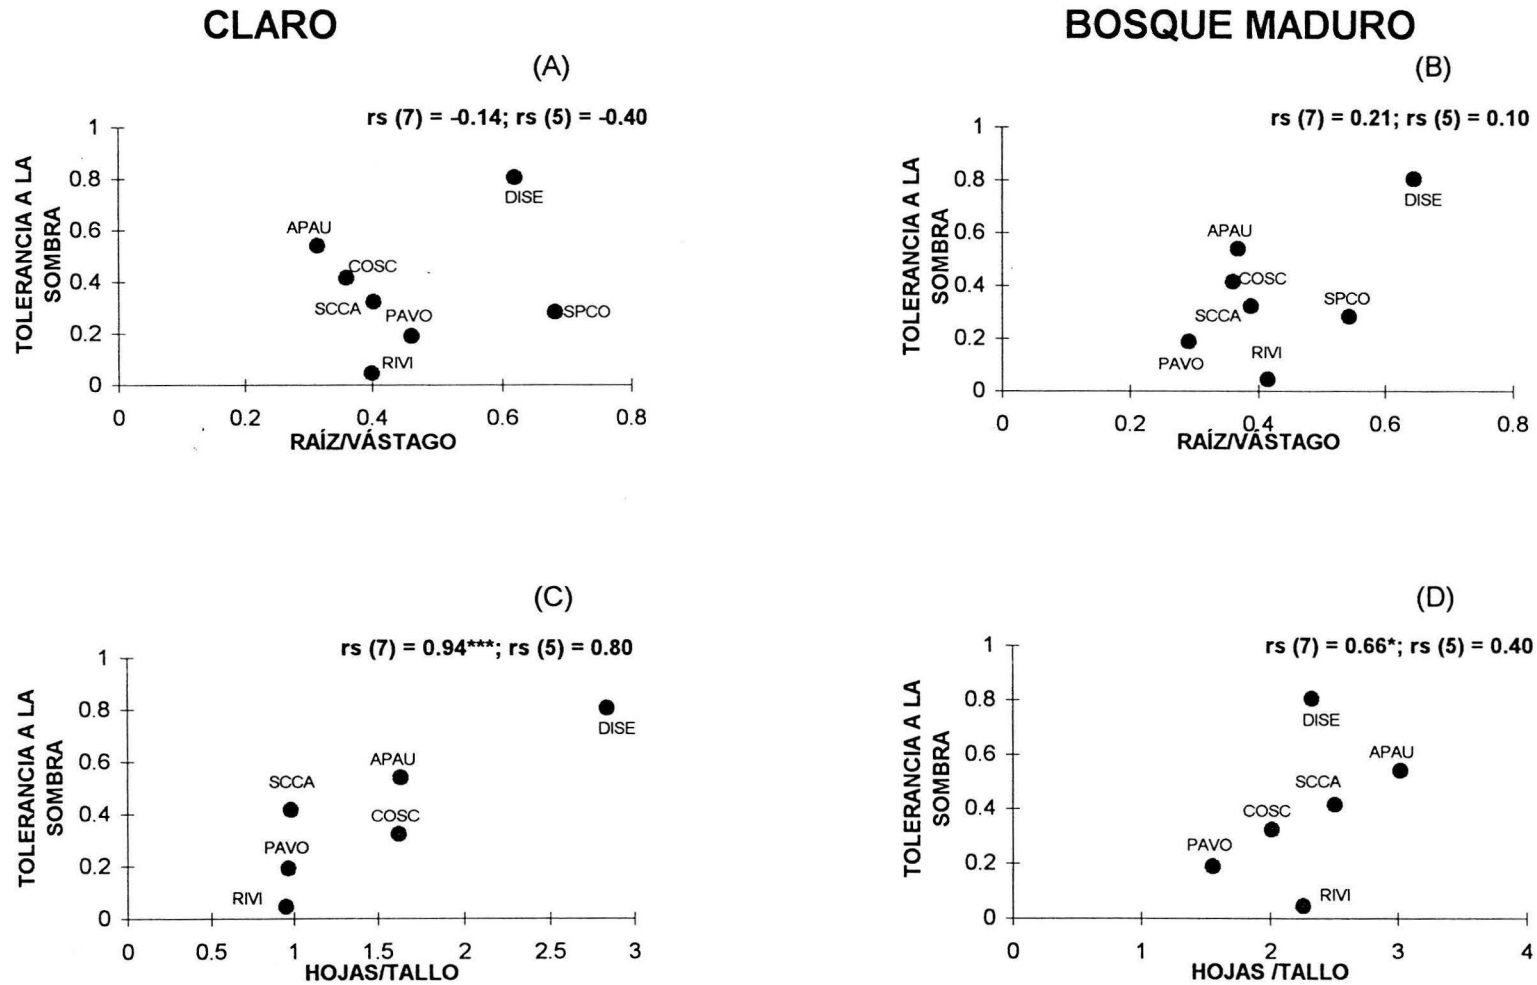 CLARO
(A)
rs (7) = -0.14; rs (5) = -0.40
TOLERANCIA A LA
SOMBRA
1
0.8
0.6
0.4
0.2
0
DISE
APAU
COSC
SCCA
PAVO
SPCO
RIVI
0
0.2
0.4
0.6
0.8
RAÍZ/VÁSTAGO
BOSQUE MADURO
(B)
rs (7) = 0.21; rs (5) = 0.10
TOLERANCIA A LA
SOMBRA
1
0.8
0.6
0.4
0.2
0
DISE
APAU
COSC
SPCO
SCCA
RIVI
PAVO
0
0.2
0.4
0.6
0.8
RAÍZ/VÁSTAGO
(C)
rs (7) = 0.94***; rs (5) = 0.80
TOLERANCIA A LA
SOMBRA
1
0.8
0.6
0.4
0.2
0
DISE
APAU
SCCA
COSC
PAVO
RIVI
0
0.5
1
1.5
2
2.5
3
HOJAS/TALLO
(D)
rs (7) = 0.66*; rs (5) = 0.40
TOLERANCIA A LA
SOMBRA
1
0.8
0.6
0.4
0.2
0
DISE
APAU
SCCA
COSC
PAVO
RIVI
0
1
2
3
4
HOJAS /TALLO